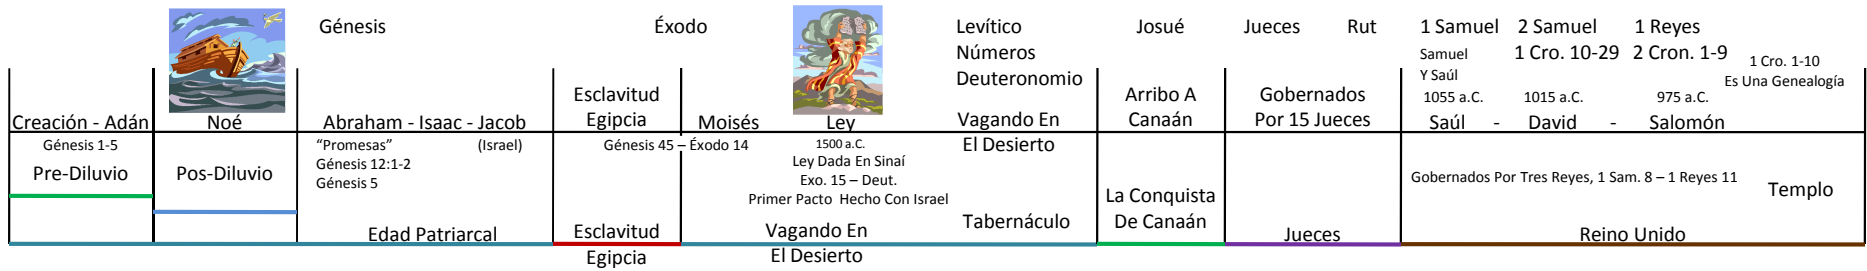 Génesis
Éxodo
Levítico
Números
Deuteronomio
Josué
Jueces
Rut
1 Samuel
2 Samuel
1 Reyes
Samuel
Y Saúl
1 Cro. 10-29
2 Cron. 1-9
1 Cro. 1-10
Es Una Genealogía
1055 a.C.
1015 a.C.
975 a.C.
Creación - Adán
Noé
Abraham - Isaac - Jacob
Esclavitud
Egipcia
Moisés
Ley
Vagando En
El Desierto
Arribo A
Canaán
Gobernados
Por 15 Jueces
Saúl - David - Salomón
Génesis 1-5
Pre-Diluvio
Pos-Diluvio
“Promesas” (Israel)
Génesis 12:1-2
Génesis 5
Génesis 45 – Éxodo 14
1500 a.C.
Ley Dada En Sinaí
Exo. 15 – Deut.
Primer Pacto Hecho Con Israel
Tabernáculo
La Conquista
De Canaán
Gobernados Por Tres Reyes, 1 Sam. 8 – 1 Reyes 11
Templo
Edad Patriarcal
Esclavitud
Egipcia
Vagando En
El Desierto
Jueces
Reino Unido